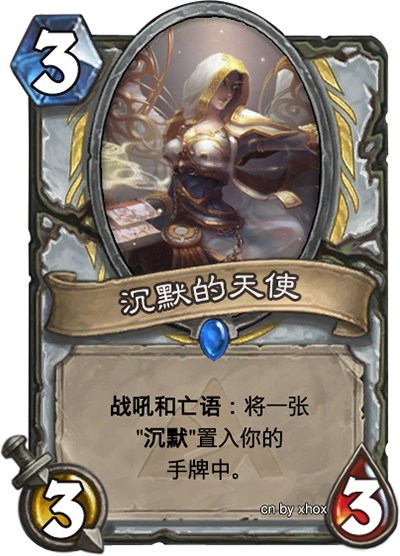 3
沉默的天使
战吼和亡语：将一张
"沉默"置入你的
手牌中。
cn by xhox
3
3